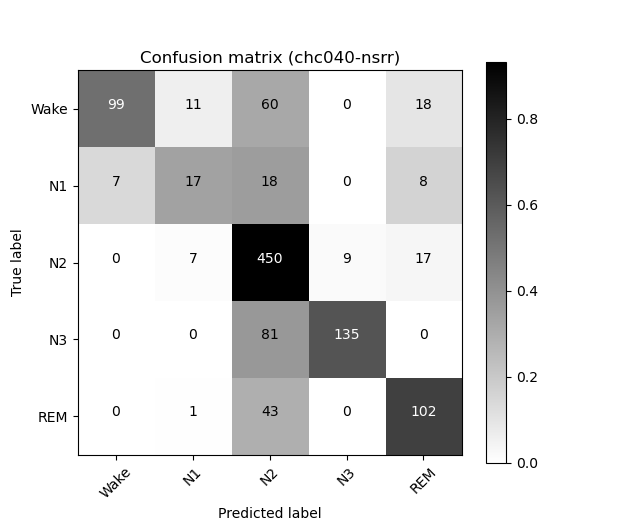 Confusion matrix (chc040-nsrr)
Wake 99 11 60 0 18
N1 7 17 18 0 8
N2 0 7 450 9 17
N3 0 0 81 135 0
REM 0 1 43 0 102
Wake N1 N2 N3 REM
Predicted label
True label
0.8
0.6
0.4
0.2
0.0